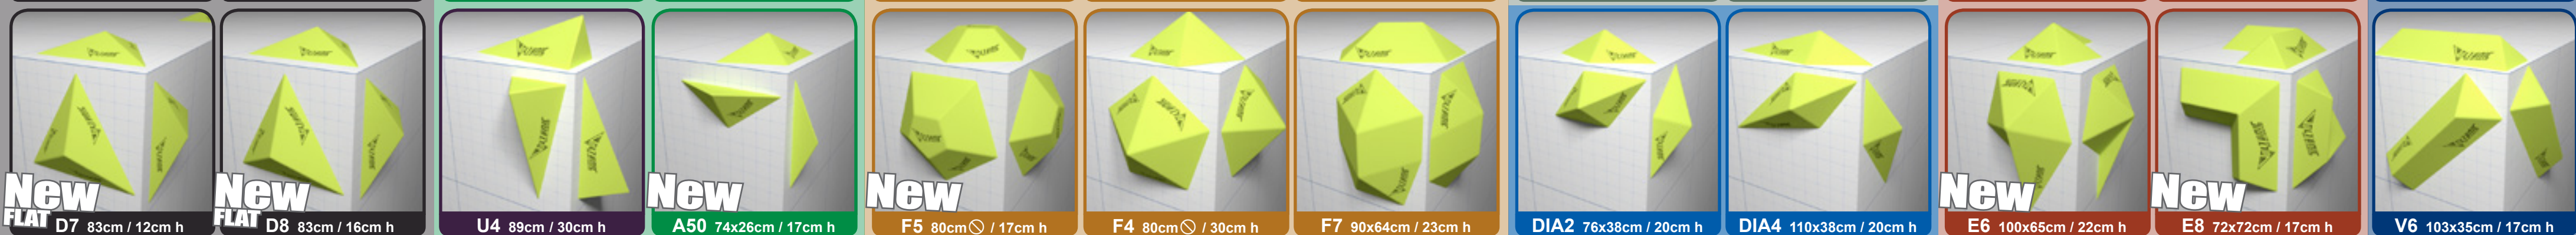 New
FLAT D7 83cm / 12cm h
New
FLAT D8 83cm / 16cm h
U4 89cm / 30cm h
New
A50 74x26cm / 17cm h
New
F5 80cm⃠ / 17cm h
F4 80cm⃠ / 30cm h
F7 90x64cm / 23cm h
DIA2 76x38cm / 20cm h
DIA4 110x38cm / 20cm h
New
E6 100x65cm / 22cm h
New
E8 72x72cm / 17cm h
V6 103x35cm / 17cm h